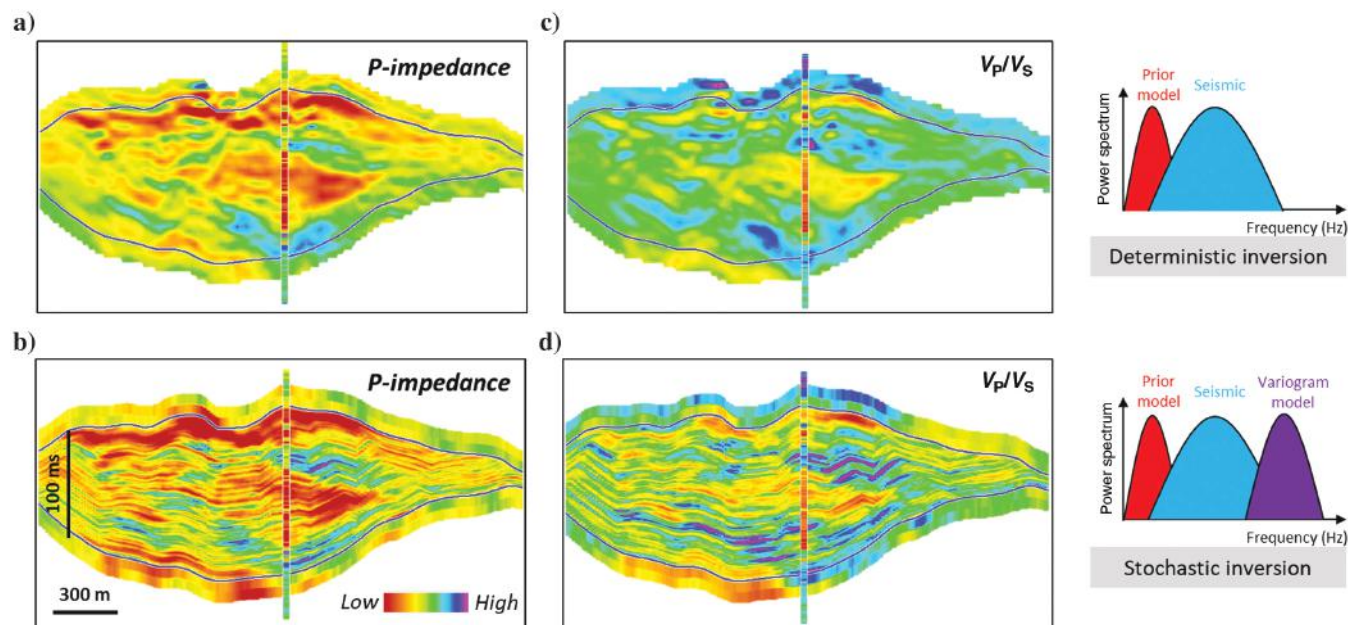 a)
P-impedance
c)
VP/VS
Prior
model
Seismic
Power spectrum
Frequency (Hz)
Deterministic inversion
b)
P-impedance
100 ms
300 m
Low
High
d)
VP/VS
Prior
model
Seismic
Variogram
model
Power spectrum
Frequency (Hz)
Stochastic inversion